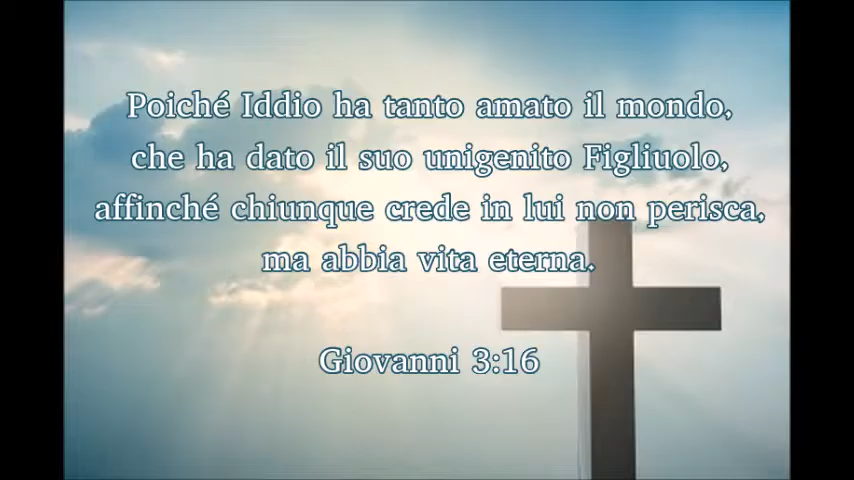 Poiché Iddio ha tanto amato il mondo,
che ha dato il suo unigenito Figliuolo,
affinché chiunque crede in lui non perisca,
ma abbia vita eterna.
Giovanni 3:16